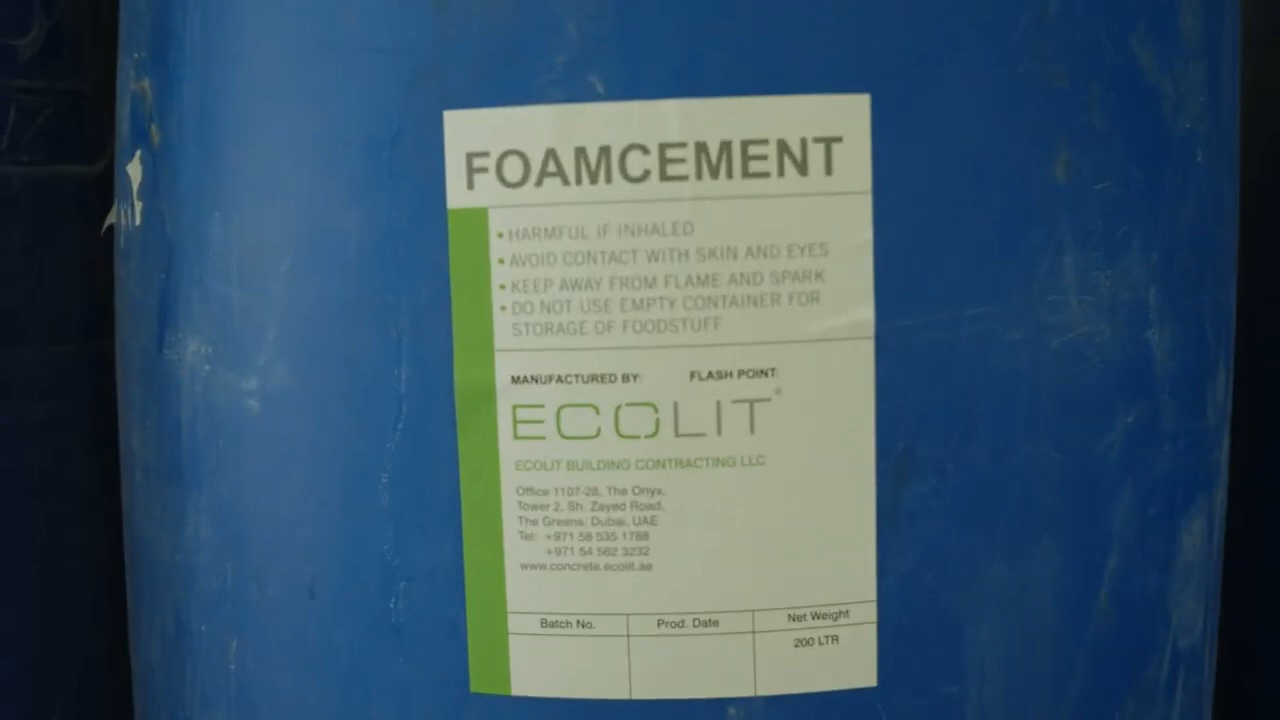 FOAMCEMENT
• HARMFUL IF INHALED
• AVOID CONTACT WITH SKIN AND EYES
• KEEP AWAY FROM FLAME AND SPARK
• DO NOT USE EMPTY CONTAINER FOR
STORAGE OF FOODSTUFF
MANUFACTURED BY: FLASH POINT:
ECOLIT®
ECOLIT BUILDING CONTRACTING LLC
Office 1107-28, The Onyx,
Tower 2, Sh. Zayed Road,
The Greens, Dubai, UAE
Tel: +971 58 535 1788
+971 54 562 3232
www.concrete.ecolit.ae
Batch No. Prod. Date Net Weight
200 LTR